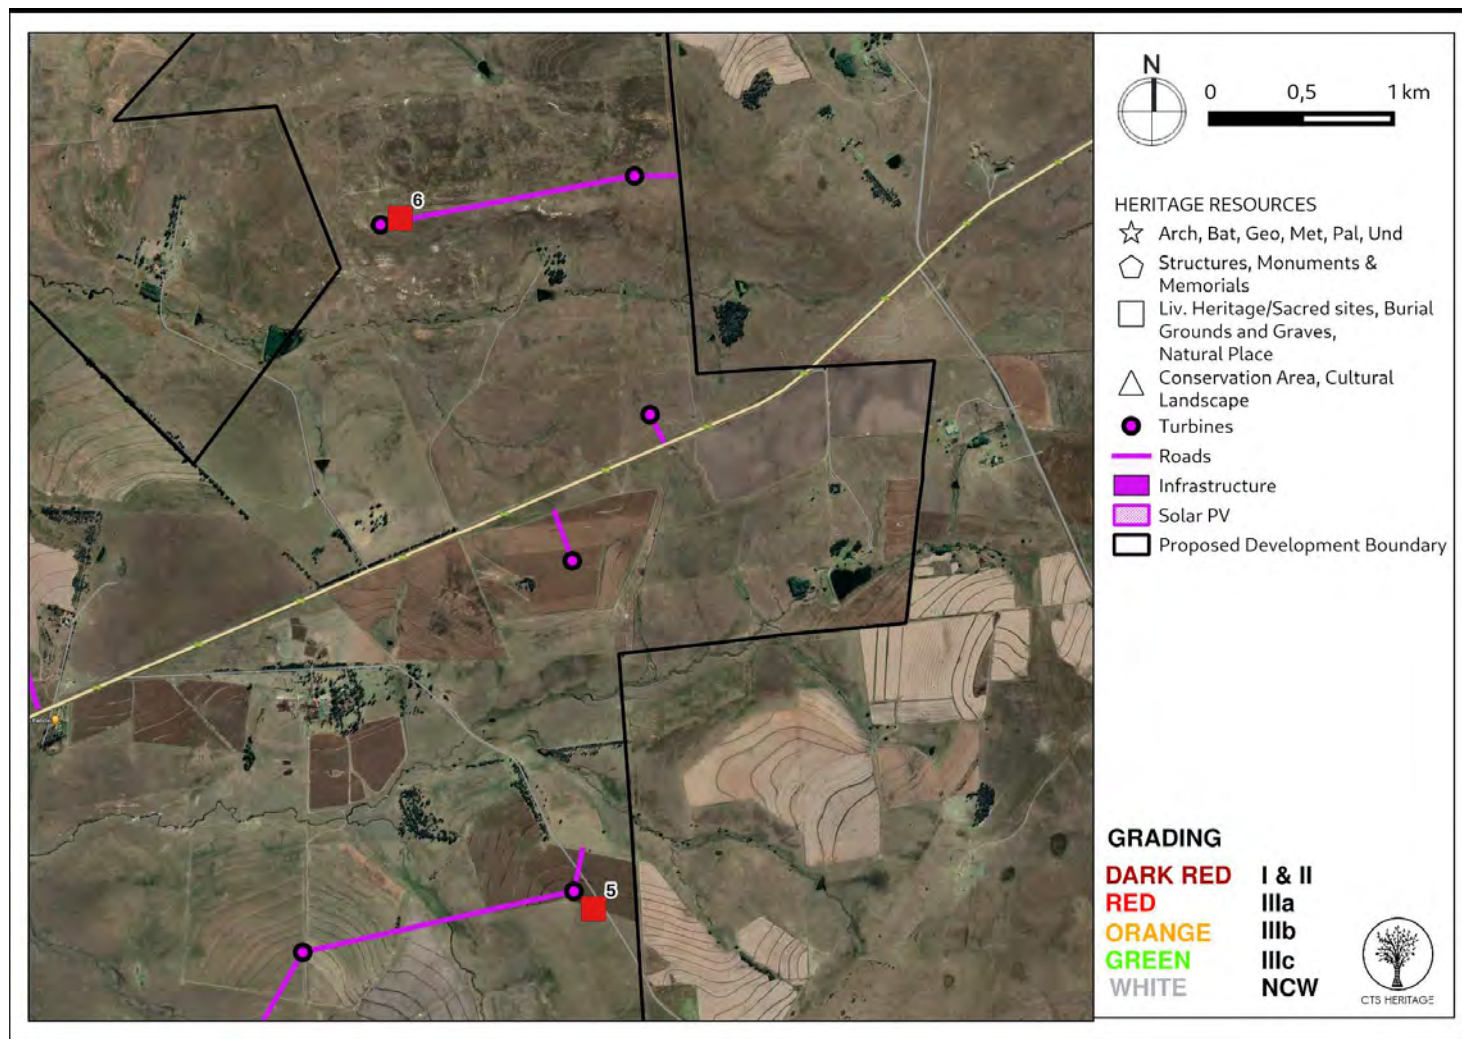 N
0 0,5 1 km
HERITAGE RESOURCES
Arch, Bat, Geo, Met, Pal, Und
Structures, Monuments &
Memorials
Liv. Heritage/Sacred sites, Burial
Grounds and Graves,
Natural Place
Conservation Area, Cultural
Landscape
Turbines
Roads
Infrastructure
Solar PV
Proposed Development Boundary
6
5
GRADING
DARK RED I & II
RED IIIa
ORANGE IIIb
GREEN IIIc
WHITE NCW
CTS HERITAGE